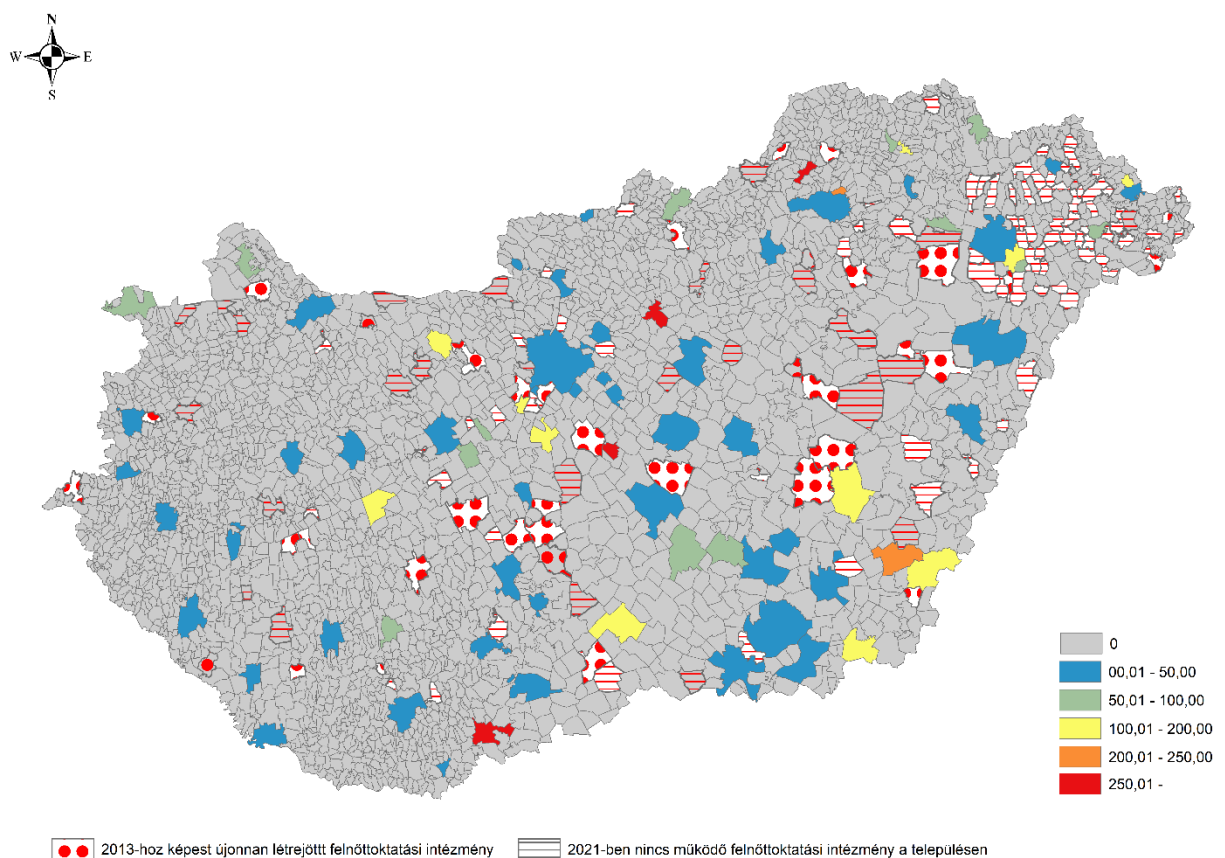 N
W E
S
0
00,01 - 50,00
50,01 - 100,00
100,01 - 200,00
200,01 - 250,00
250,01 -
2013-hoz képest újonnan létrejött felnőttoktatási intézmény
2021-ben nincs működő felnőttoktatási intézmény a településen